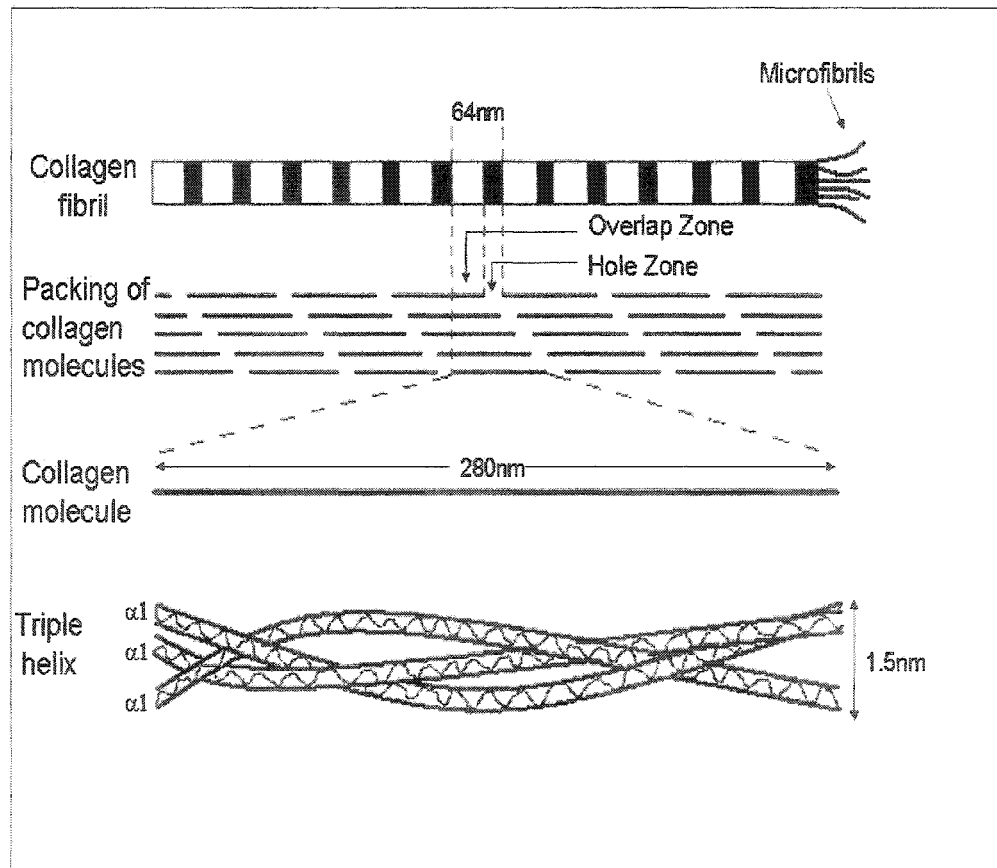 Microfibrils
64nm
Collagen
fibril
Overlap Zone
Hole Zone
Packing of
collagen
molecules
280nm
Collagen
molecule
Triple
helix
α1
α1
α1
1.5nm